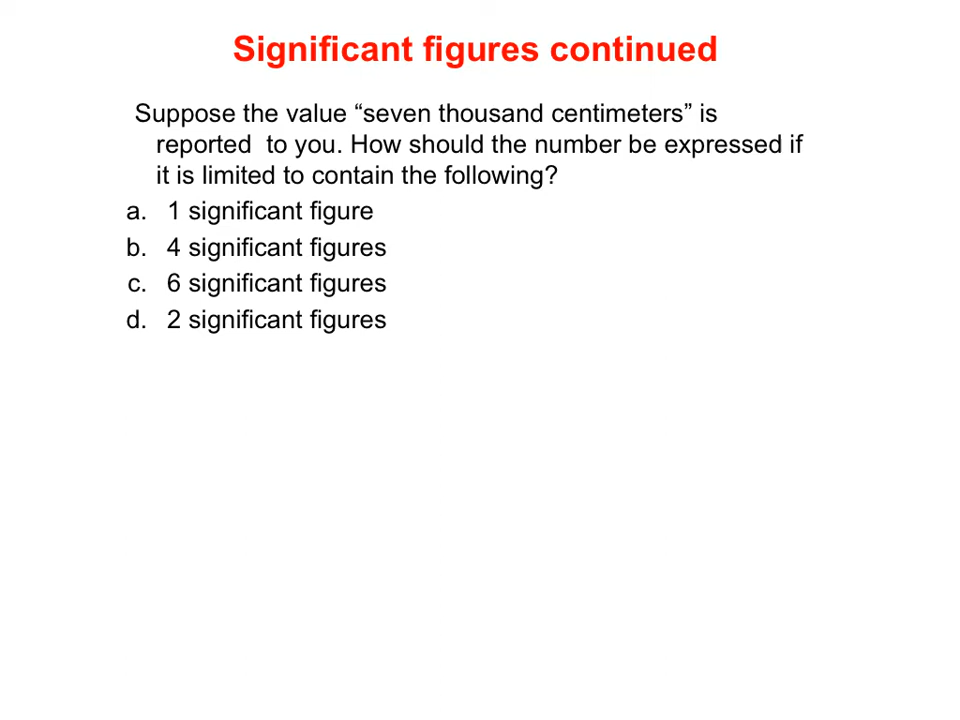 Significant figures continued
Suppose the value “seven thousand centimeters” is
reported  to you. How should the number be expressed if
it is limited to contain the following?
a. 1 significant figure
b. 4 significant figures
c. 6 significant figures
d. 2 significant figures